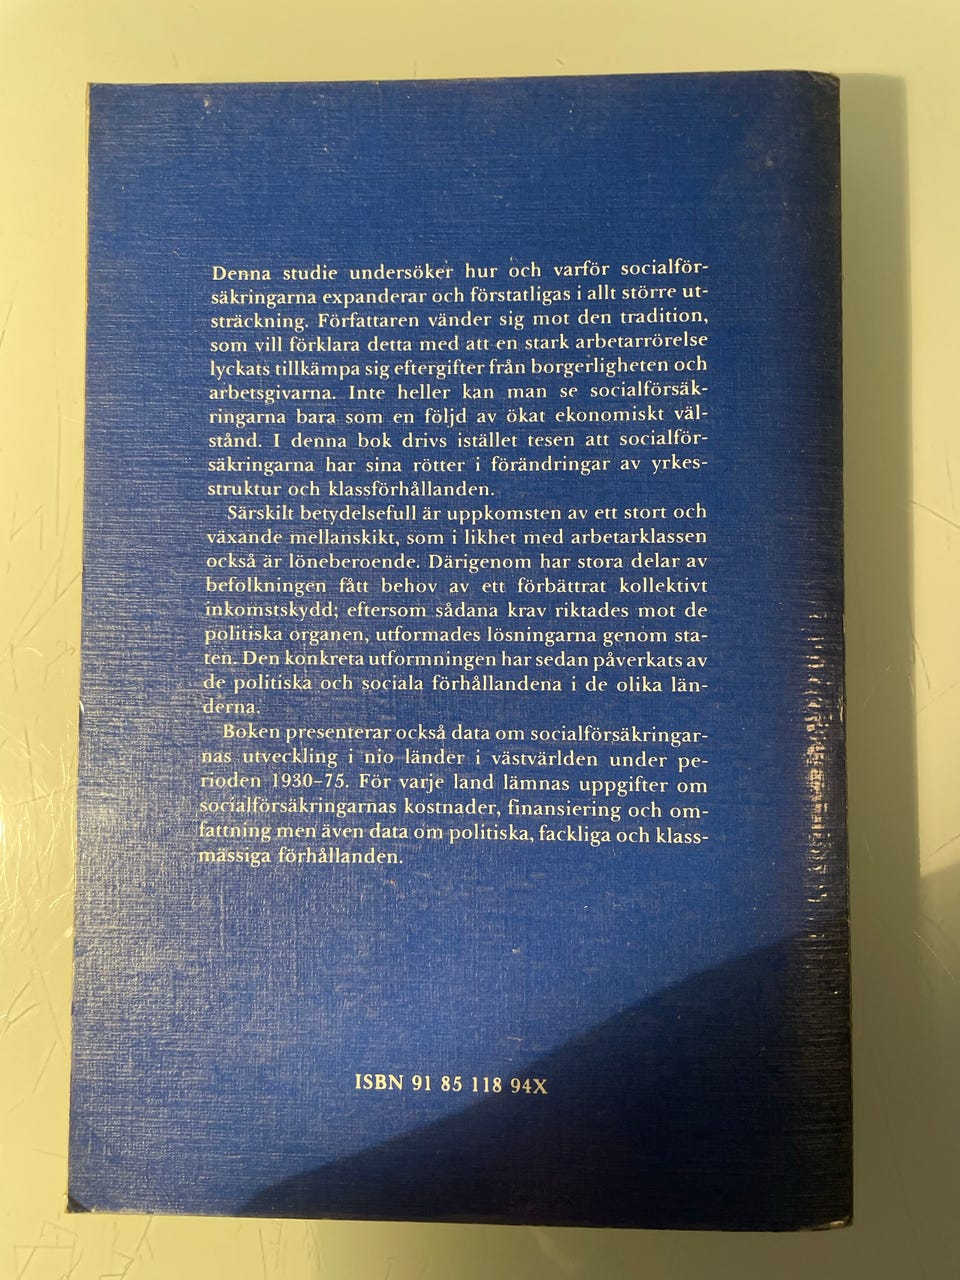 Denna studie undersöker hur och varför socialför-
säkringarna expanderar och förstatligas i allt större ut-
sträckning. Författaren vänder sig mot den tradition,
som vill förklara detta med att en stark arbetarrörelse
lyckats tillkämpa sig eftergifter från borgerligheten och
arbetsgivarna. Inte heller kan man se socialförsäk-
ringarna bara som en följd av ökat ekonomiskt väl-
stånd. I denna bok drivs istället tesen att socialför-
säkringarna har sina rötter i förändringar av yrkes-
struktur och klassförhållanden.
Särskilt betydelsefull är uppkomsten av ett stort och
växande mellanskikt, som i likhet med arbetarklassen
också är löneberoende. Därigenom har stora delar av
befolkningen fått behov av ett förbättrat kollektivt
inkomstskydd; eftersom sådana krav riktades mot de
politiska organen, utformades lösningarna genom sta-
ten. Den konkreta utformningen har sedan påverkats av
de politiska och sociala förhållandena i de olika län-
derna.
Boken presenterar också data om socialförsäkringar-
nas utveckling i nio länder i västvärlden under pe-
rioden 1930–75. För varje land lämnas uppgifter om
socialförsäkringarnas kostnader, finansiering och om-
fattning men även data om politiska, fackliga och klass-
mässiga förhållanden.
ISBN 91 85 118 94X